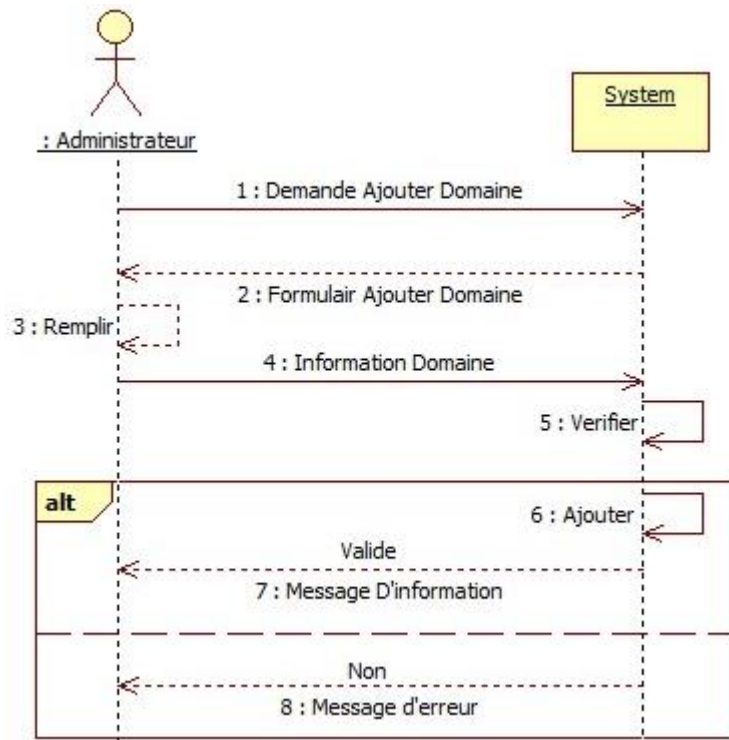 System
: Administrateur
1 : Demande Ajouter Domaine
2 : Formulair Ajouter Domaine
3 : Remplir
4 : Information Domaine
5 : Verifier
alt
6 : Ajouter
Valide
7 : Message D'information
Non
8 : Message d'erreur